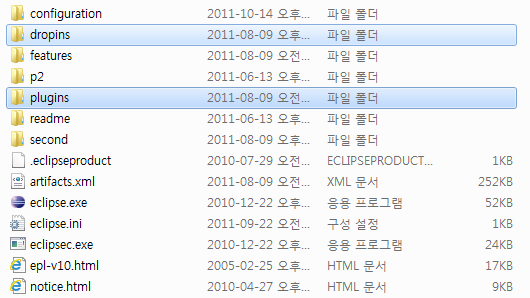 configuration 2011-10-14 오후... 파일 폴더
dropins 2011-08-09 오후... 파일 폴더
features 2011-08-09 오전... 파일 폴더
p2 2011-06-13 오후... 파일 폴더
plugins 2011-08-09 오전... 파일 폴더
readme 2011-06-13 오후... 파일 폴더
second 2011-08-09 오후... 파일 폴더
.eclipseproduct 2010-07-29 오전... ECLIPSEPRODUCT... 1KB
artifacts.xml 2011-08-09 오전... XML 문서 252KB
eclipse.exe 2010-12-22 오후... 응용 프로그램 52KB
eclipse.ini 2011-09-22 오전... 구성 설정 1KB
eclipsec.exe 2010-12-22 오후... 응용 프로그램 24KB
epl-v10.html 2005-02-25 오후... HTML 문서 17KB
notice.html 2010-04-27 오후... HTML 문서 9KB